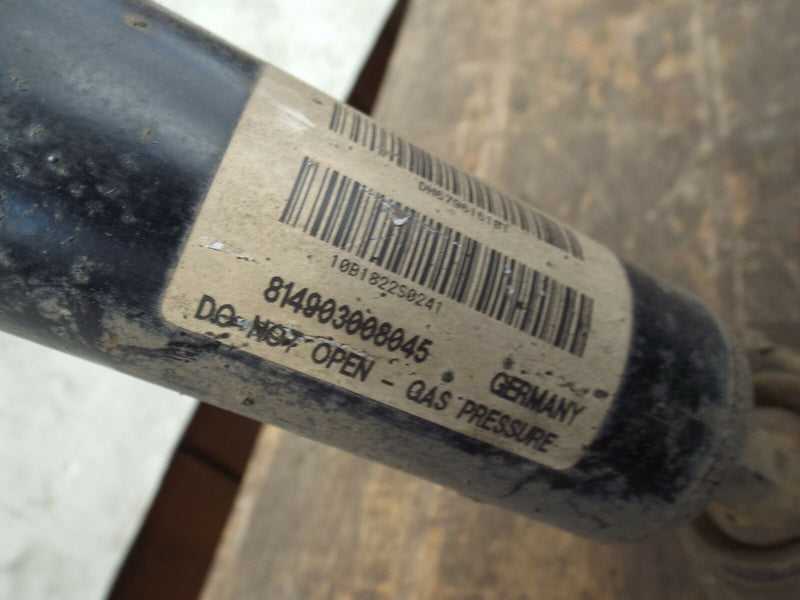 10B1822S0241
814903008045
GERMANY
DO NOT OPEN - GAS PRESSURE